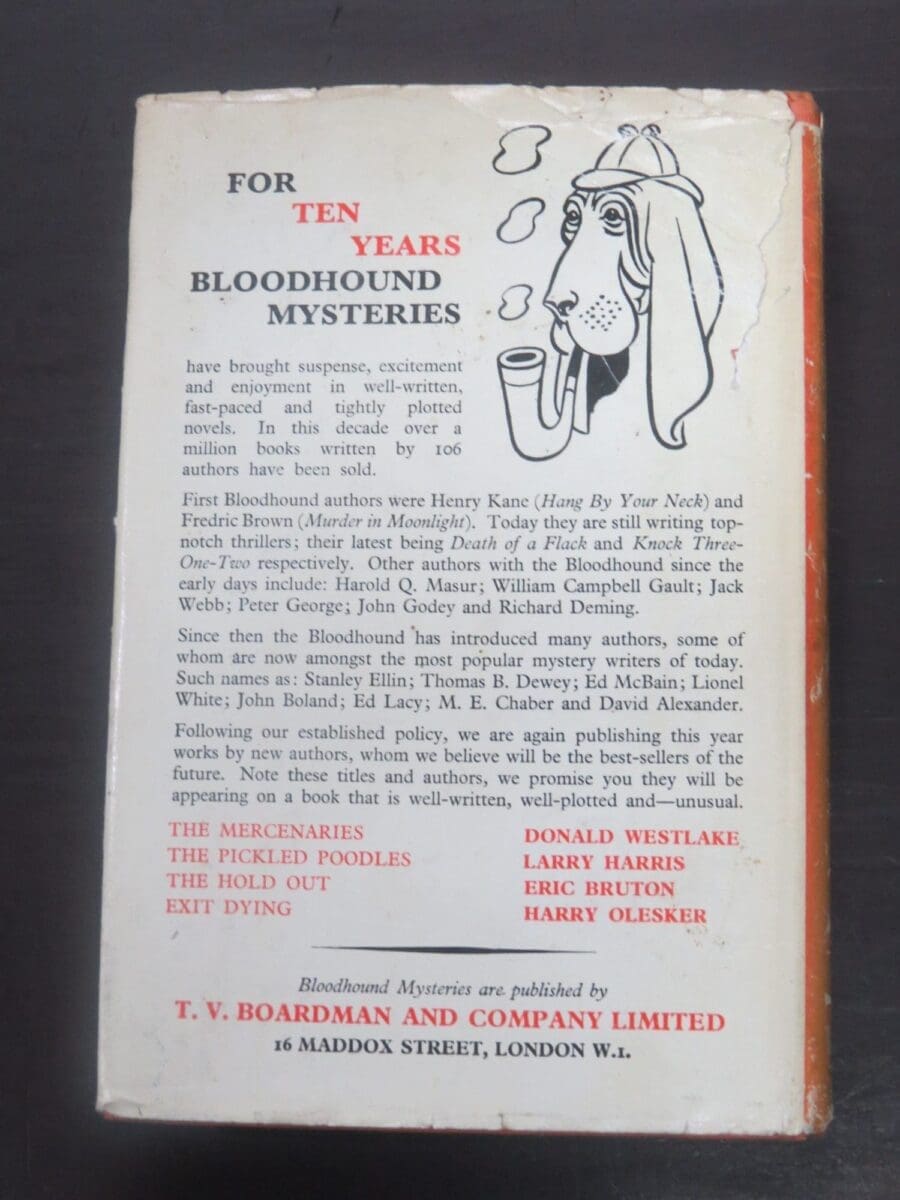 FOR
TEN
YEARS
BLOODHOUND
MYSTERIES
have brought suspense, excitement
and enjoyment in well-written,
fast-paced and tightly plotted
novels. In this decade over a
million books written by 106
authors have been sold.
First Bloodhound authors were Henry Kane (Hang By Your Neck) and
Fredric Brown (Murder in Moonlight). Today they are still writing top-
notch thrillers; their latest being Death of a Flack and Knock Three-
One-Two respectively. Other authors with the Bloodhound since the
early days include: Harold Q. Masur; William Campbell Gault; Jack
Webb; Peter George; John Godey and Richard Deming.
Since then the Bloodhound has introduced many authors, some of
whom are now amongst the most popular mystery writers of today.
Such names as: Stanley Ellin; Thomas B. Dewey; Ed McBain; Lionel
White; John Boland; Ed Lacy; M. E. Chaber and David Alexander.
Following our established policy, we are again publishing this year
works by new authors, whom we believe will be the best-sellers of the
future. Note these titles and authors, we promise you they will be
appearing on a book that is well-written, well-plotted and—unusual.
THE MERCENARIES DONALD WESTLAKE
THE PICKLED POODLES LARRY HARRIS
THE HOLD OUT ERIC BRUTON
EXIT DYING HARRY OLESKER
Bloodhound Mysteries are published by
T. V. BOARDMAN AND COMPANY LIMITED
16 MADDOX STREET, LONDON W.1.